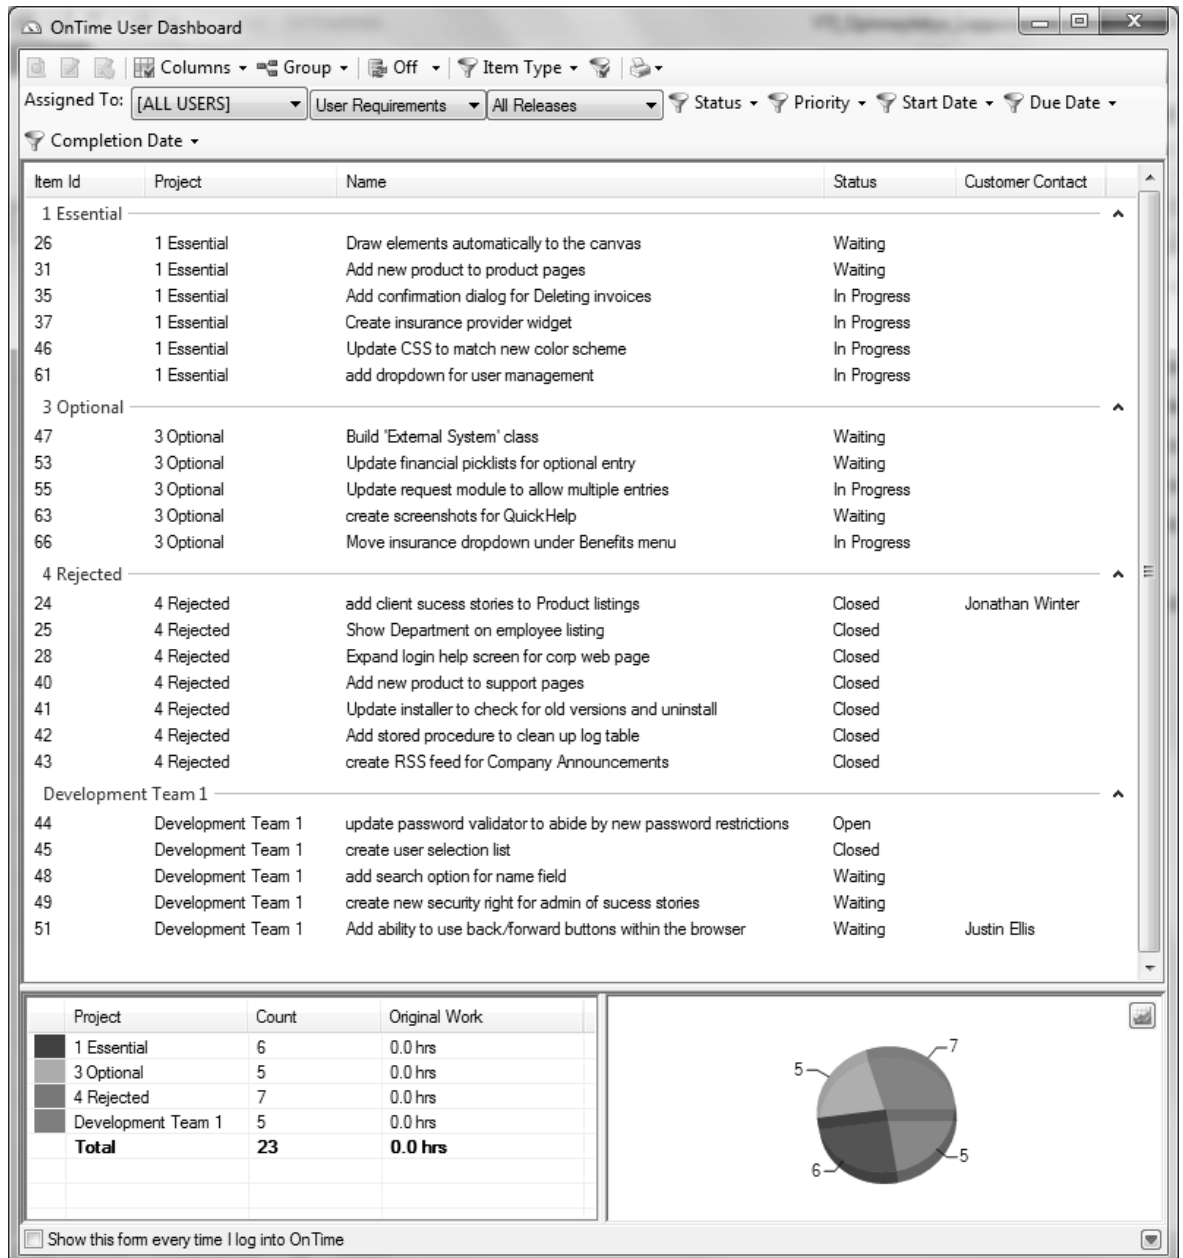 OnTime User Dashboard
Columns Group Off Item Type
Assigned To: [ALL USERS] User Requirements All Releases Status Priority Start Date Due Date
Completion Date
Item Id Project Name Status Customer Contact
1 Essential
26 1 Essential Draw elements automatically to the canvas Waiting
31 1 Essential Add new product to product pages Waiting
35 1 Essential Add confirmation dialog for Deleting invoices In Progress
37 1 Essential Create insurance provider widget In Progress
46 1 Essential Update CSS to match new color scheme In Progress
61 1 Essential add dropdown for user management In Progress
3 Optional
47 3 Optional Build 'External System' class Waiting
53 3 Optional Update financial picklists for optional entry Waiting
55 3 Optional Update request module to allow multiple entries In Progress
63 3 Optional create screenshots for QuickHelp Waiting
66 3 Optional Move insurance dropdown under Benefits menu In Progress
4 Rejected
24 4 Rejected add client sucess stories to Product listings Closed Jonathan Winter
25 4 Rejected Show Department on employee listing Closed
28 4 Rejected Expand login help screen for corp web page Closed
40 4 Rejected Add new product to support pages Closed
41 4 Rejected Update installer to check for old versions and uninstall Closed
42 4 Rejected Add stored procedure to clean up log table Closed
43 4 Rejected create RSS feed for Company Announcements Closed
Development Team 1
44 Development Team 1 update password validator to abide by new password restrictions Open
45 Development Team 1 create user selection list Closed
48 Development Team 1 add search option for name field Waiting
49 Development Team 1 create new security right for admin of sucess stories Waiting
51 Development Team 1 Add ability to use back/forward buttons within the browser Waiting Justin Ellis
Project Count Original Work
1 Essential 6 0.0 hrs
3 Optional 5 0.0 hrs
4 Rejected 7 0.0 hrs
Development Team 1 5 0.0 hrs
Total 23 0.0 hrs
7
5
5
6
Show this form every time I log into OnTime